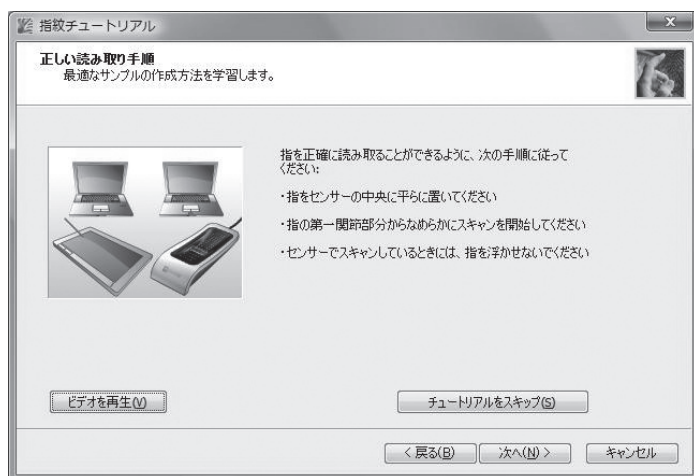 指紋チュートリアル
正しい読み取り手順
最適なサンプルの作成方法を学習します。
指を正確に読み取ることができるように、次の手順に従って
ください:
・指をセンサーの中央に平らに置いてください
・指の第一関節部分からなめらかにスキャンを開始してください
・センサーでスキャンしているときには、指を浮かせないでください
ビデオを再生(V)
チュートリアルをスキップ(S)
< 戻る(B)
次へ(N) >
キャンセル